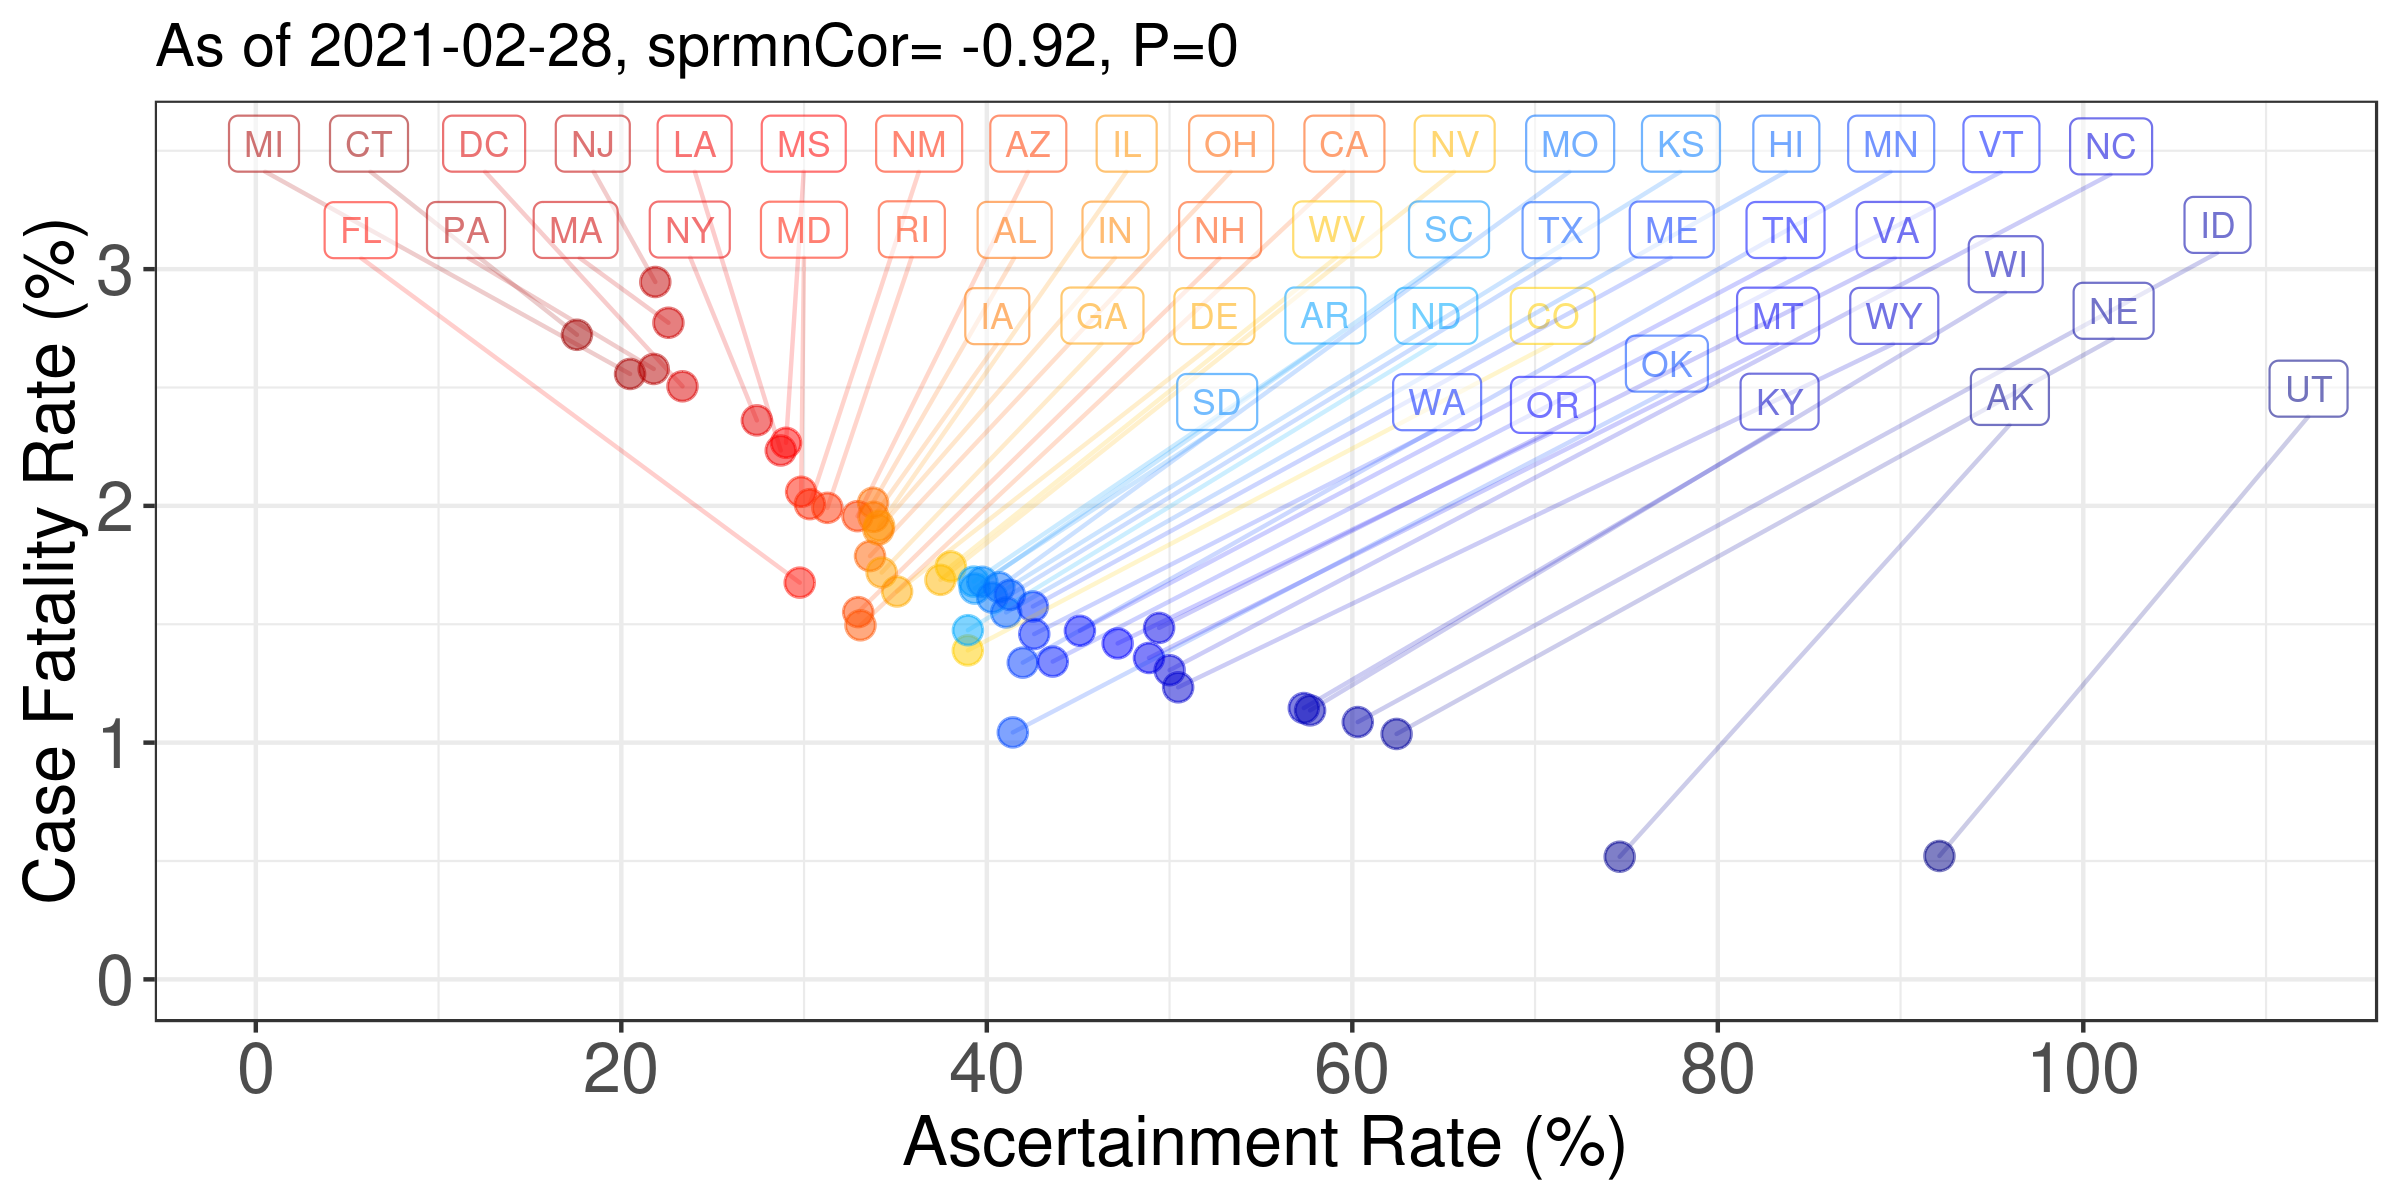 As of 2021-02-28, sprmnCor= -0.92, P=0
Case Fatality Rate (%)
3
2
1
0
MI CT DC NJ LA MS NM AZ IL OH CA NV MO KS HI MN VT NC
FL PA MA NY MD RI AL IN NH WV SC TX ME TN VA ID
WI
IA GA DE AR ND CO MT WY NE
OK
SD WA OR KY AK UT
0 20 40 60 80 100
Ascertainment Rate (%)